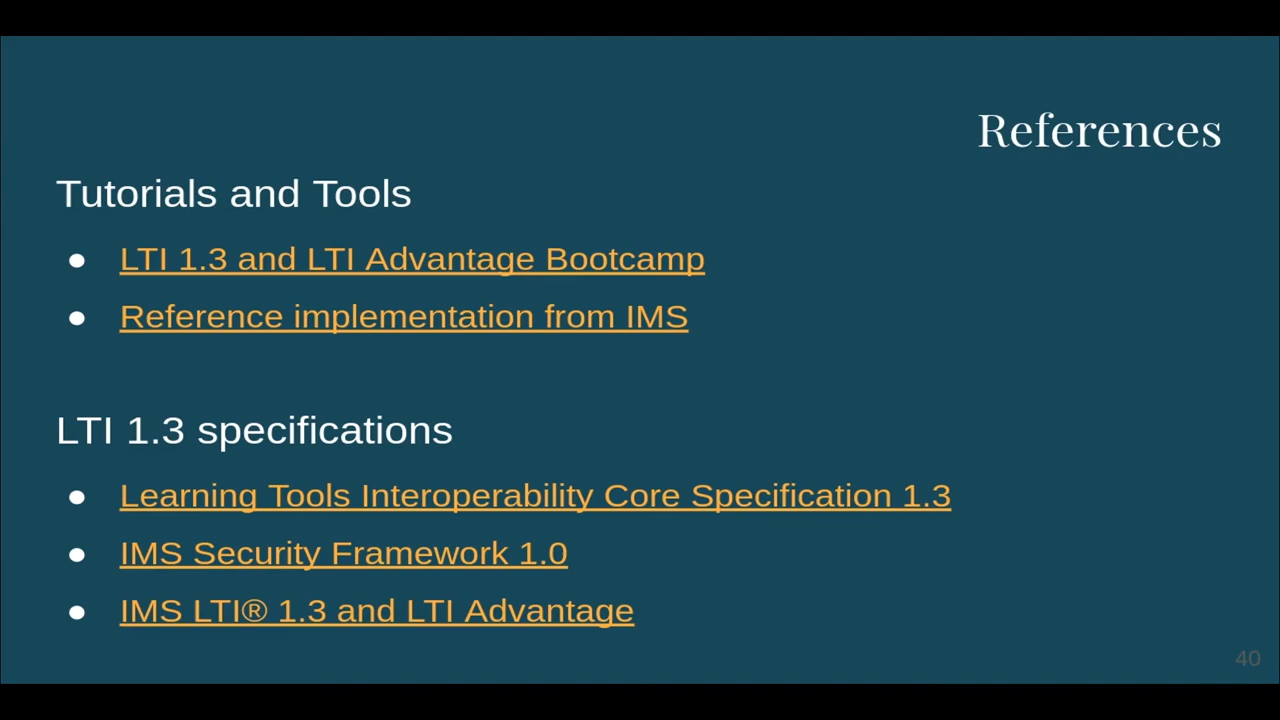 References
Tutorials and Tools
● LTI 1.3 and LTI Advantage Bootcamp
● Reference implementation from IMS
LTI 1.3 specifications
● Learning Tools Interoperability Core Specification 1.3
● IMS Security Framework 1.0
● IMS LTI® 1.3 and LTI Advantage
40